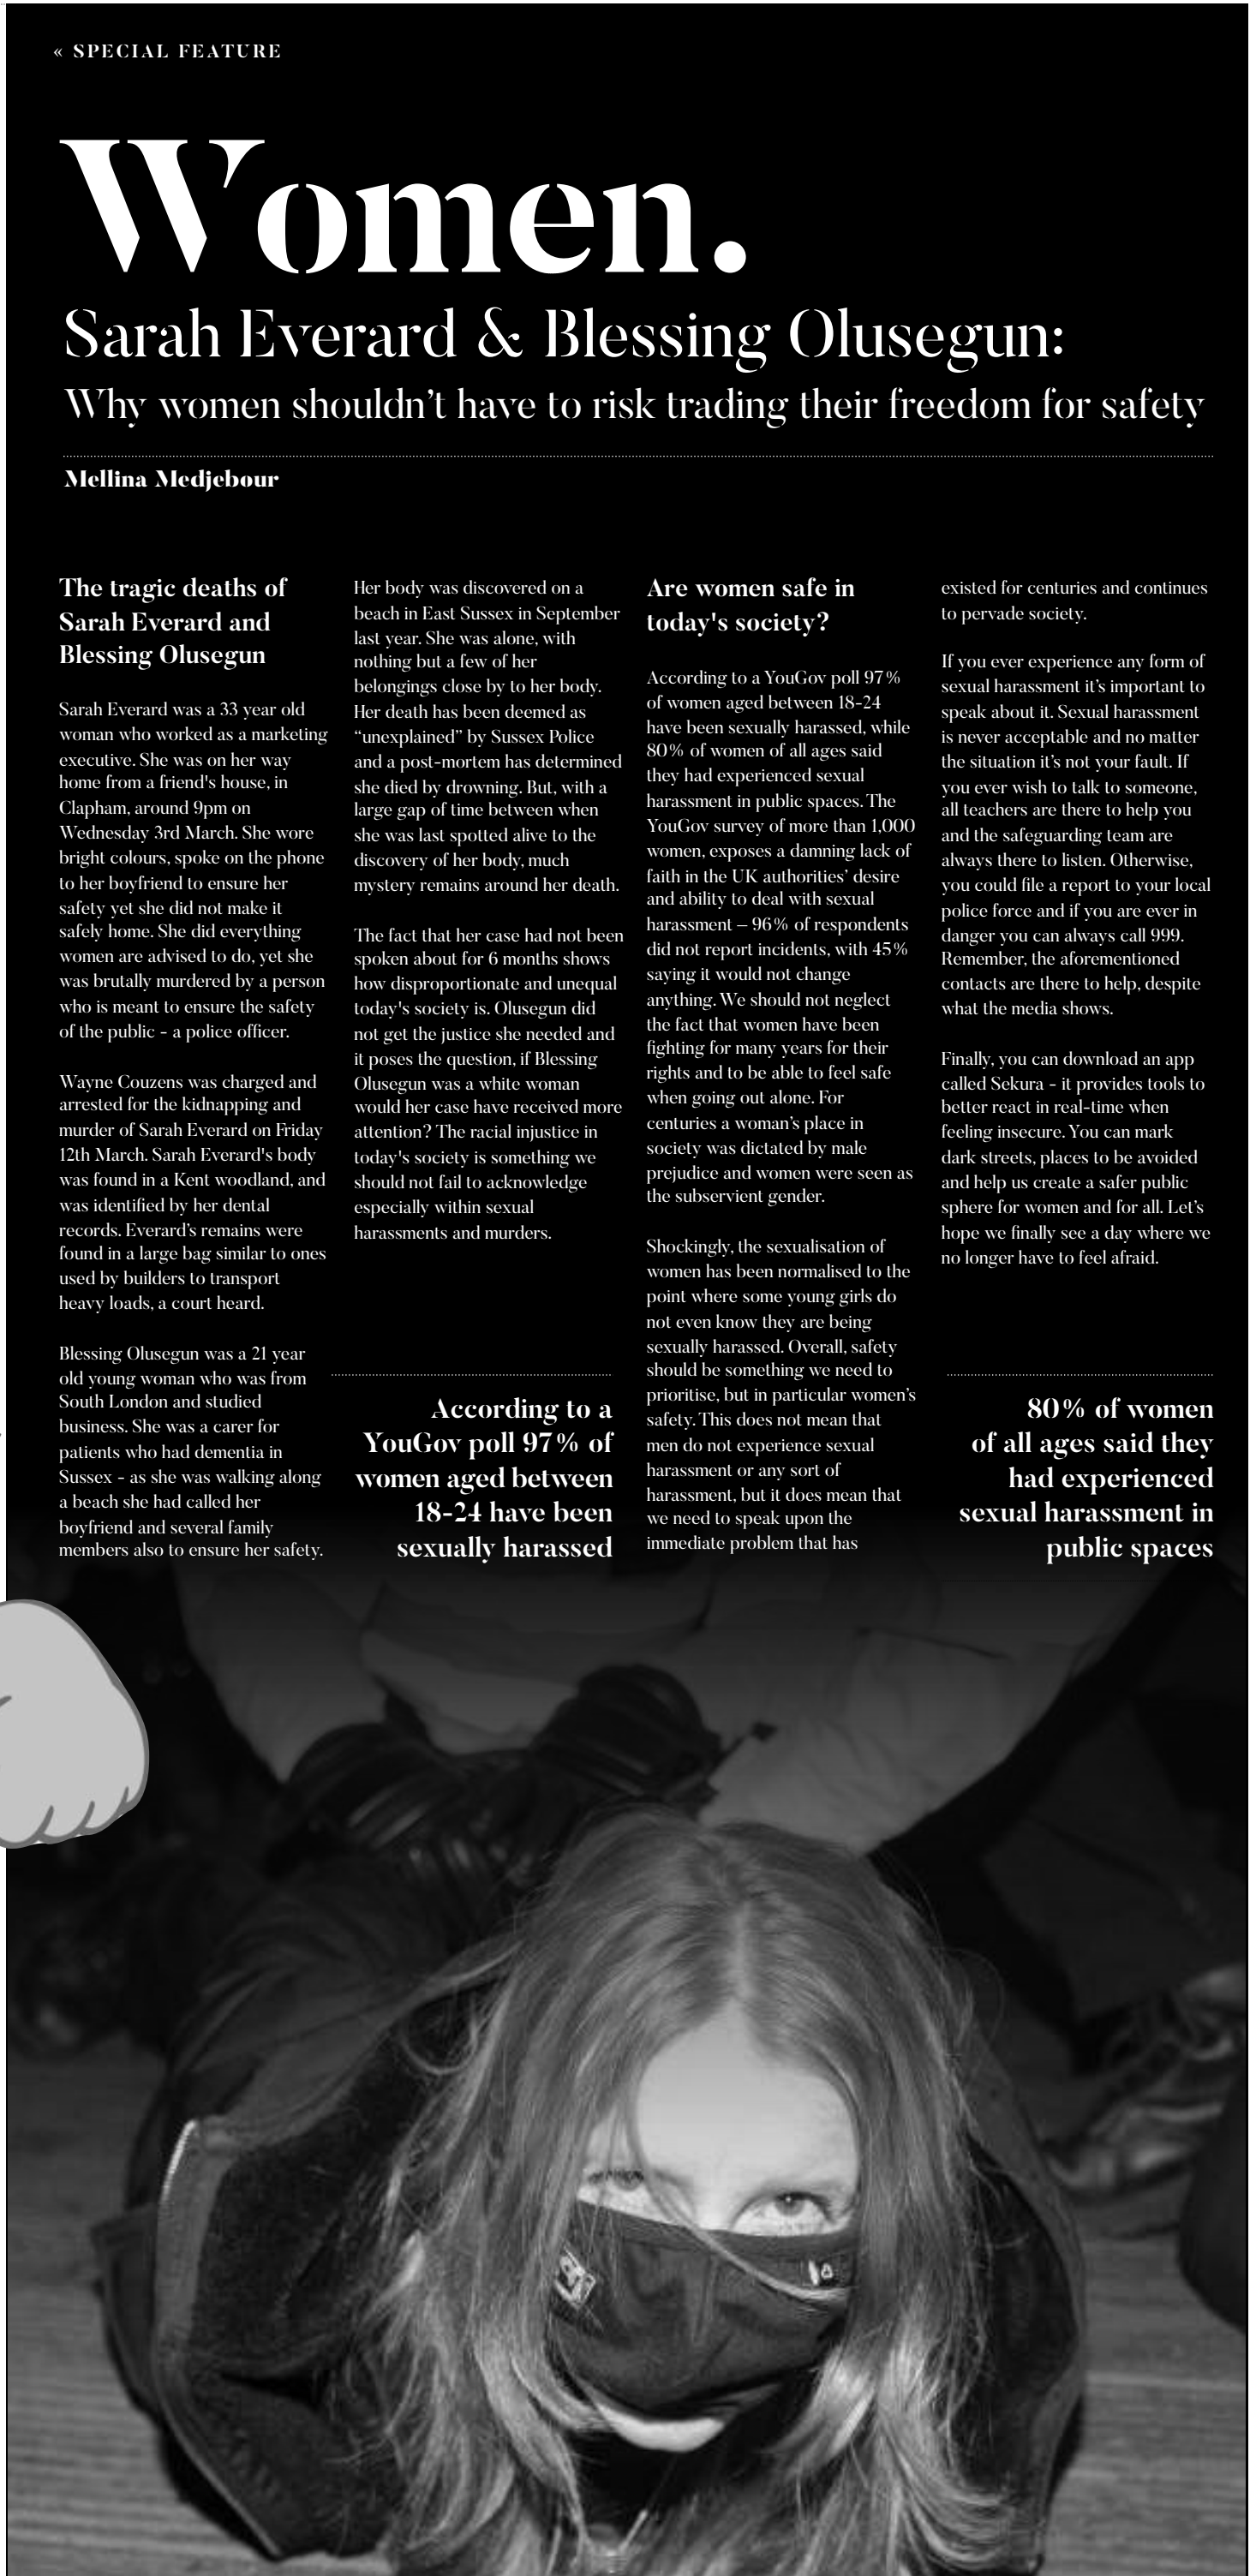 « SPECIAL FEATURE
Women.
Sarah Everard & Blessing Olusegun:
Why women shouldn’t have to risk trading their freedom for safety
Mellina Medjebour
The tragic deaths of
Sarah Everard and
Blessing Olusegun
Sarah Everard was a 33 year old
woman who worked as a marketing
executive. She was on her way
home from a friend's house, in
Clapham, around 9pm on
Wednesday 3rd March. She wore
bright colours, spoke on the phone
to her boyfriend to ensure her
safety yet she did not make it
safely home. She did everything
women are advised to do, yet she
was brutally murdered by a person
who is meant to ensure the safety
of the public - a police officer.
Wayne Couzens was charged and
arrested for the kidnapping and
murder of Sarah Everard on Friday
12th March. Sarah Everard's body
was found in a Kent woodland, and
was identified by her dental
records. Everard’s remains were
found in a large bag similar to ones
used by builders to transport
heavy loads, a court heard.
Blessing Olusegun was a 21 year
old young woman who was from
South London and studied
business. She was a carer for
patients who had dementia in
Sussex - as she was walking along
a beach she had called her
boyfriend and several family
members also to ensure her safety.
Her body was discovered on a
beach in East Sussex in September
last year. She was alone, with
nothing but a few of her
belongings close by to her body.
Her death has been deemed as
“unexplained” by Sussex Police
and a post-mortem has determined
she died by drowning. But, with a
large gap of time between when
she was last spotted alive to the
discovery of her body, much
mystery remains around her death.
The fact that her case had not been
spoken about for 6 months shows
how disproportionate and unequal
today's society is. Olusegun did
not get the justice she needed and
it poses the question, if Blessing
Olusegun was a white woman
would her case have received more
attention? The racial injustice in
today's society is something we
should not fail to acknowledge
especially within sexual
harassments and murders.
According to a
YouGov poll 97% of
women aged between
18-24 have been
sexually harassed
Are women safe in
today's society?
According to a YouGov poll 97%
of women aged between 18-24
have been sexually harassed, while
80% of women of all ages said
they had experienced sexual
harassment in public spaces. The
YouGov survey of more than 1,000
women, exposes a damning lack of
faith in the UK authorities’ desire
and ability to deal with sexual
harassment – 96% of respondents
did not report incidents, with 45%
saying it would not change
anything. We should not neglect
the fact that women have been
fighting for many years for their
rights and to be able to feel safe
when going out alone. For
centuries a woman’s place in
society was dictated by male
prejudice and women were seen as
the subservient gender.
Shockingly, the sexualisation of
women has been normalised to the
point where some young girls do
not even know they are being
sexually harassed. Overall, safety
should be something we need to
prioritise, but in particular women’s
safety. This does not mean that
men do not experience sexual
harassment or any sort of
harassment, but it does mean that
we need to speak upon the
immediate problem that has
existed for centuries and continues
to pervade society.
If you ever experience any form of
sexual harassment it’s important to
speak about it. Sexual harassment
is never acceptable and no matter
the situation it’s not your fault. If
you ever wish to talk to someone,
all teachers are there to help you
and the safeguarding team are
always there to listen. Otherwise,
you could file a report to your local
police force and if you are ever in
danger you can always call 999.
Remember, the aforementioned
contacts are there to help, despite
what the media shows.
Finally, you can download an app
called Sekura - it provides tools to
better react in real-time when
feeling insecure. You can mark
dark streets, places to be avoided
and help us create a safer public
sphere for women and for all. Let’s
hope we finally see a day where we
no longer have to feel afraid.
80% of women
of all ages said they
had experienced
sexual harassment in
public spaces